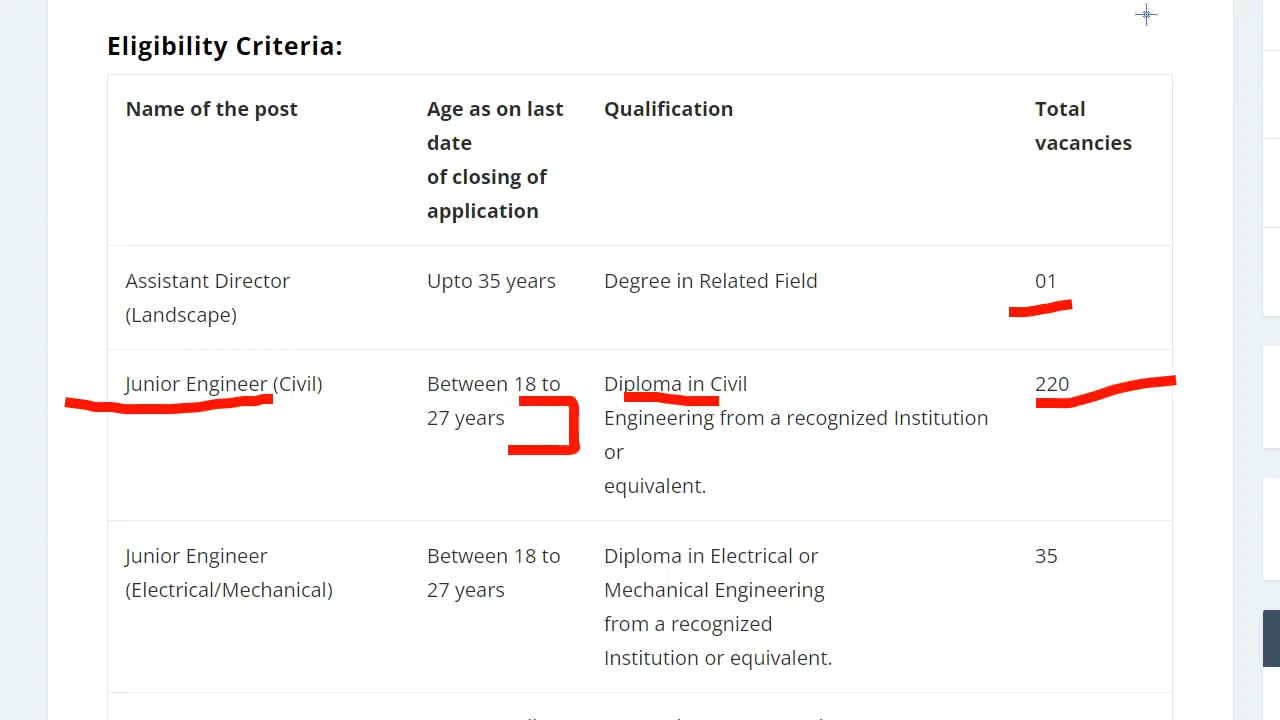 Eligibility Criteria:
Name of the post
Age as on last
date
of closing of
application
Qualification
Total
vacancies
Assistant Director
(Landscape)
Upto 35 years
Degree in Related Field
01
Junior Engineer (Civil)
Between 18 to
27 years
Diploma in Civil
Engineering from a recognized Institution
or
equivalent.
220
Junior Engineer
(Electrical/Mechanical)
Between 18 to
27 years
Diploma in Electrical or
Mechanical Engineering
from a recognized
Institution or equivalent.
35